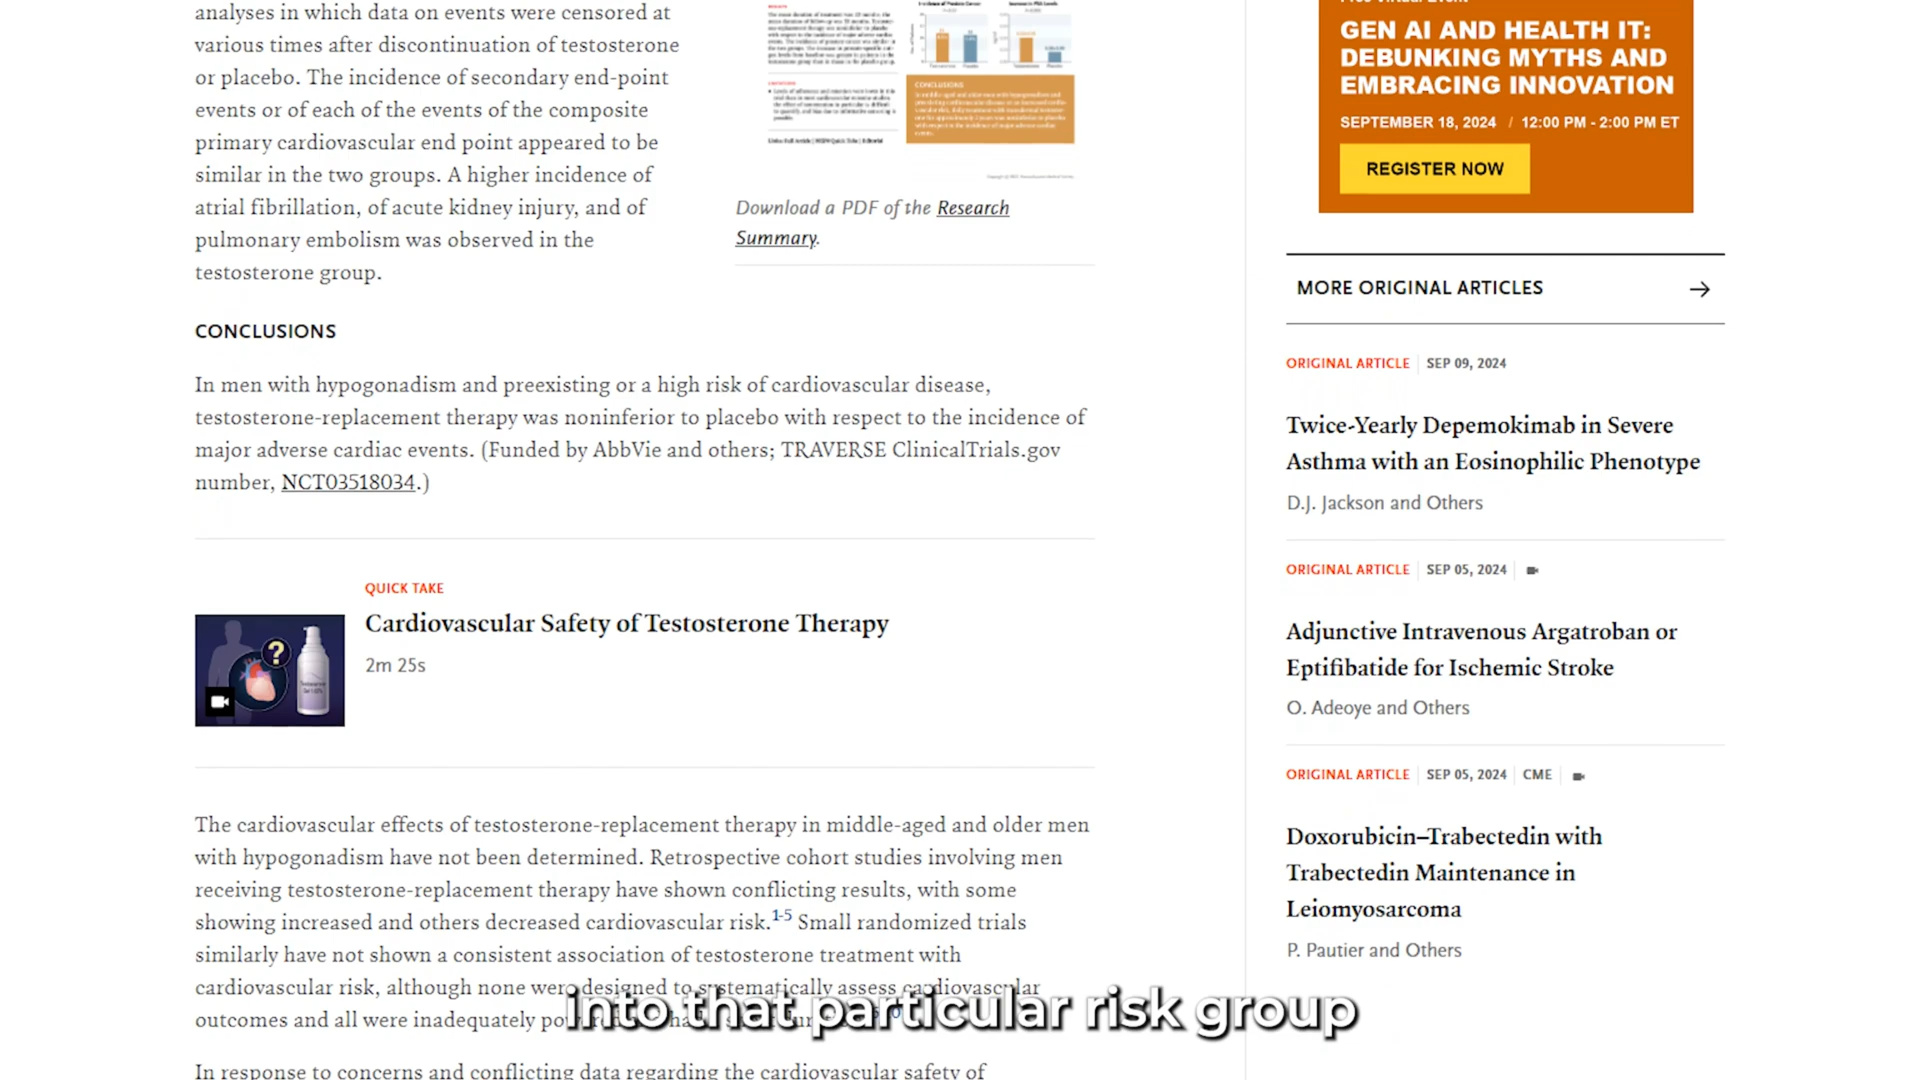 analyses in which data on events were censored at
various times after discontinuation of testosterone
or placebo. The incidence of secondary end-point
events or of each of the events of the composite
primary cardiovascular end point appeared to be
similar in the two groups. A higher incidence of
atrial fibrillation, of acute kidney injury, and of
pulmonary embolism was observed in the
testosterone group.
CONCLUSIONS
Download a PDF of the Research
Summary.
CONCLUSIONS
In men with hypogonadism and preexisting or a high risk of cardiovascular disease,
testosterone-replacement therapy was noninferior to placebo with respect to the incidence of
major adverse cardiac events. (Funded by AbbVie and others; TRAVERSE ClinicalTrials.gov
number, NCT03518034.)
QUICK TAKE
Cardiovascular Safety of Testosterone Therapy
2m 25s
?
The cardiovascular effects of testosterone-replacement therapy in middle-aged and older men
with hypogonadism have not been determined. Retrospective cohort studies involving men
receiving testosterone-replacement therapy have shown conflicting results, with some
showing increased and others decreased cardiovascular risk.1-5 Small randomized trials
similarly have not shown a consistent association of testosterone treatment with
cardiovascular risk, although none were designed to systematically assess cardiovascular
outcomes and all were inadequately
In response to concerns and conflicting data regarding the cardiovascular safety of
into that particular risk group
GEN AI AND HEALTH IT:
DEBUNKING MYTHS AND
EMBRACING INNOVATION
SEPTEMBER 18, 2024 / 12:00 PM - 2:00 PM ET
REGISTER NOW
MORE ORIGINAL ARTICLES →
ORIGINAL ARTICLE SEP 09, 2024
Twice-Yearly Depemokimab in Severe
Asthma with an Eosinophilic Phenotype
D.J. Jackson and Others
ORIGINAL ARTICLE SEP 05, 2024
Adjunctive Intravenous Argatroban or
Eptifibatide for Ischemic Stroke
O. Adeoye and Others
ORIGINAL ARTICLE SEP 05, 2024 CME
Doxorubicin–Trabectedin with
Trabectedin Maintenance in
Leiomyosarcoma
P. Pautier and Others